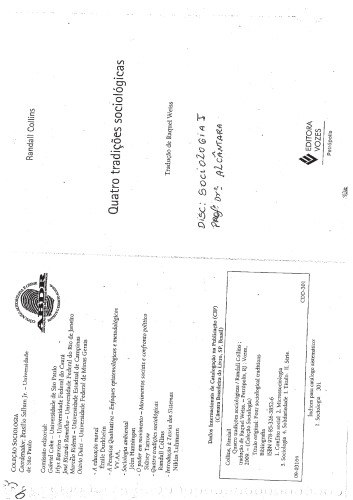 COLEÇÃO SOCIOLOGIA
Coordenador: Brasilio Sallum Jr. – Universidade
de São Paulo
Comissão editorial:
Gabriel Cohn – Universidade de São Paulo
Irlys Barreira – Universidade Federal do Ceará
José Ricardo Ramalho – Universidade Federal do Rio de Janeiro
Marcelo Ridenti – Universidade Estadual de Campinas
Otávio Dulci – Universidade Federal de Minas Gerais
– A educação moral
Émile Durkheim
– A Pesquisa Qualitativa – Enfoques epistemológicos e metodológicos
VV.AA.
– Sociologia ambiental
John Hannigan
– O poder em movimento – Movimentos sociais e confronto político
Sidney Tarrow
– Quatro tradições sociológicas
Randall Collins
– Introdução à Teoria dos Sistemas
Niklas Luhmann
Dados Internacionais de Catalogação na Publicação (CIP)
(Câmara Brasileira do Livro, SP, Brasil)
Collins, Randall
Quatro tradições sociológicas / Randall Collins ;
tradução de Raquel Weiss. – Petrópolis, RJ : Vozes,
2009. – (Coleção Sociologia)
Título original: Four sociological traditions.
Bibliografia
ISBN 978-85-326-3852-6
1. Conflito social 2. Microssociologia
3. Sociologia 4. Solidariedade I. Título. II. Série.
CDD-301
Índices para catálogo sistemático:
1. Sociologia 301
Randall Collins
Quatro tradições sociológicas
Tradução de Raquel Weiss
DISC: SOCIOLOGIA I
PROFº DRº ALCÂNTARA
EDITORA
VOZES
Petrópolis